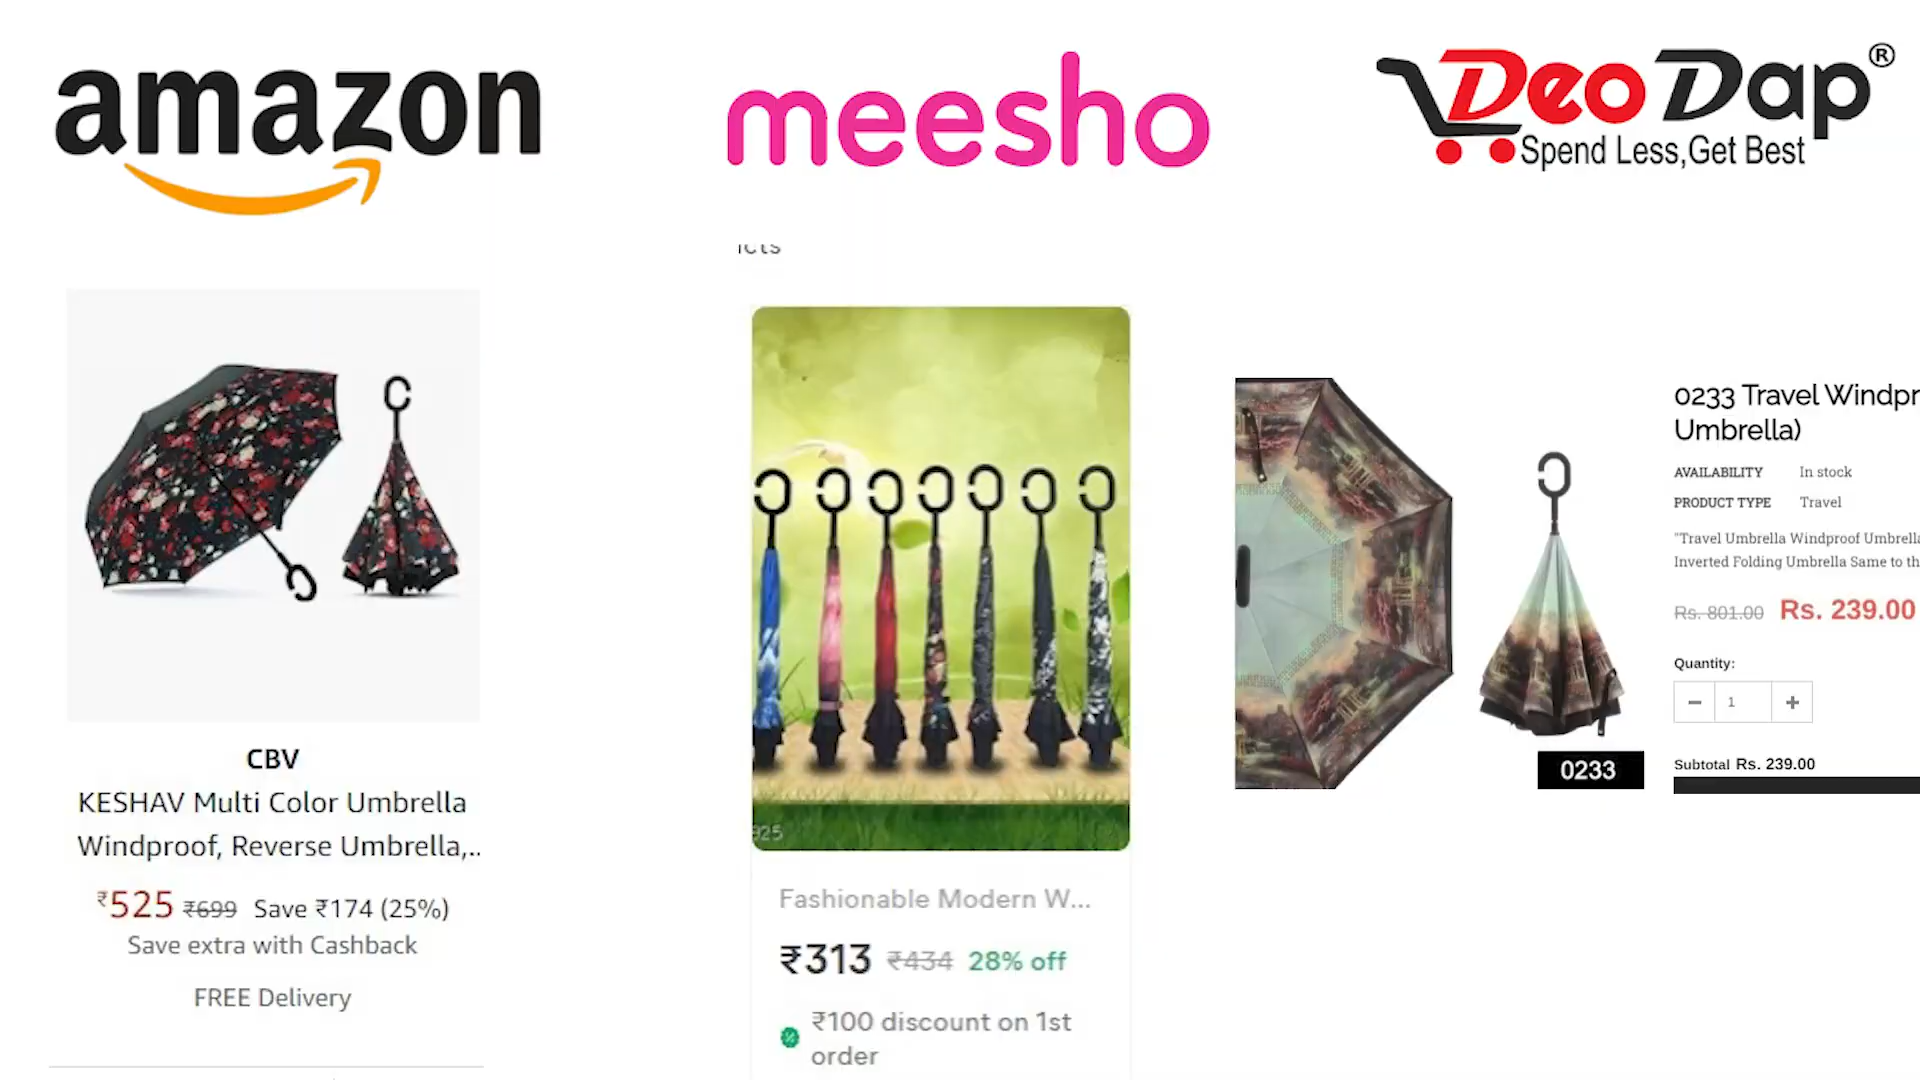 amazon
meesho
DeoDap®
Spend Less,Get Best
CBV
KESHAV Multi Color Umbrella
Windproof, Reverse Umbrella,..
₹525 ₹699 Save ₹174 (25%)
Save extra with Cashback
FREE Delivery
925
Fashionable Modern W...
₹313 ₹434 28% off
₹100 discount on 1st
order
0233
0233 Travel Windpr
Umbrella)
AVAILABILITY In stock
PRODUCT TYPE Travel
"Travel Umbrella Windproof Umbrella
Inverted Folding Umbrella Same to th
Rs. 801.00 Rs. 239.00
Quantity:
1
Subtotal Rs. 239.00